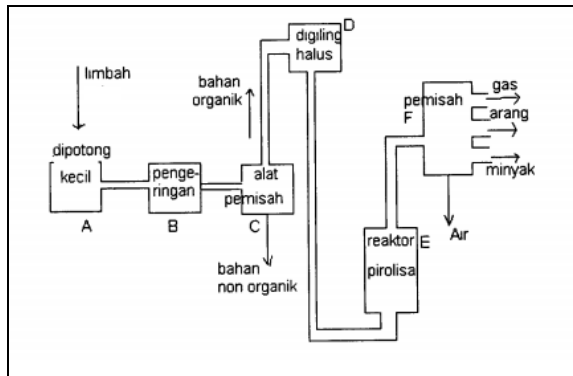 limbah
dipotong
kecil
A
penge-
ringan
B
bahan
organik
alat
pemisah
C
bahan
non organik
digiling
halus
D
reaktor
pirolisa
E
pemisah
F
gas
arang
minyak
Air